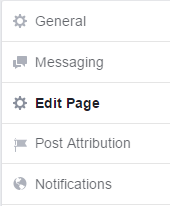 General
Messaging
Edit Page
Post Attribution
Notifications